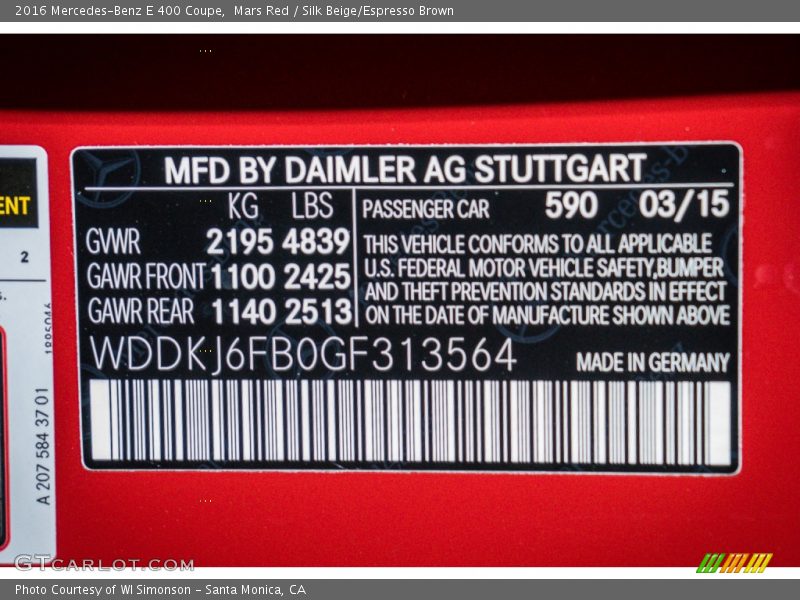 2016 Mercedes-Benz E 400 Coupe, Mars Red / Silk Beige/Espresso Brown
MFD BY DAIMLER AG STUTTGART
KG LBS
GVWR 2195 4839
GAWR FRONT 1100 2425
GAWR REAR 1140 2513
PASSENGER CAR 590 03/15
THIS VEHICLE CONFORMS TO ALL APPLICABLE
U.S. FEDERAL MOTOR VEHICLE SAFETY,BUMPER
AND THEFT PREVENTION STANDARDS IN EFFECT
ON THE DATE OF MANUFACTURE SHOWN ABOVE
WDDKJ6FB0GF313564
MADE IN GERMANY
ENT
2
A 207 584 37 01
GTCARLOT.COM
Photo Courtesy of WI Simonson - Santa Monica, CA